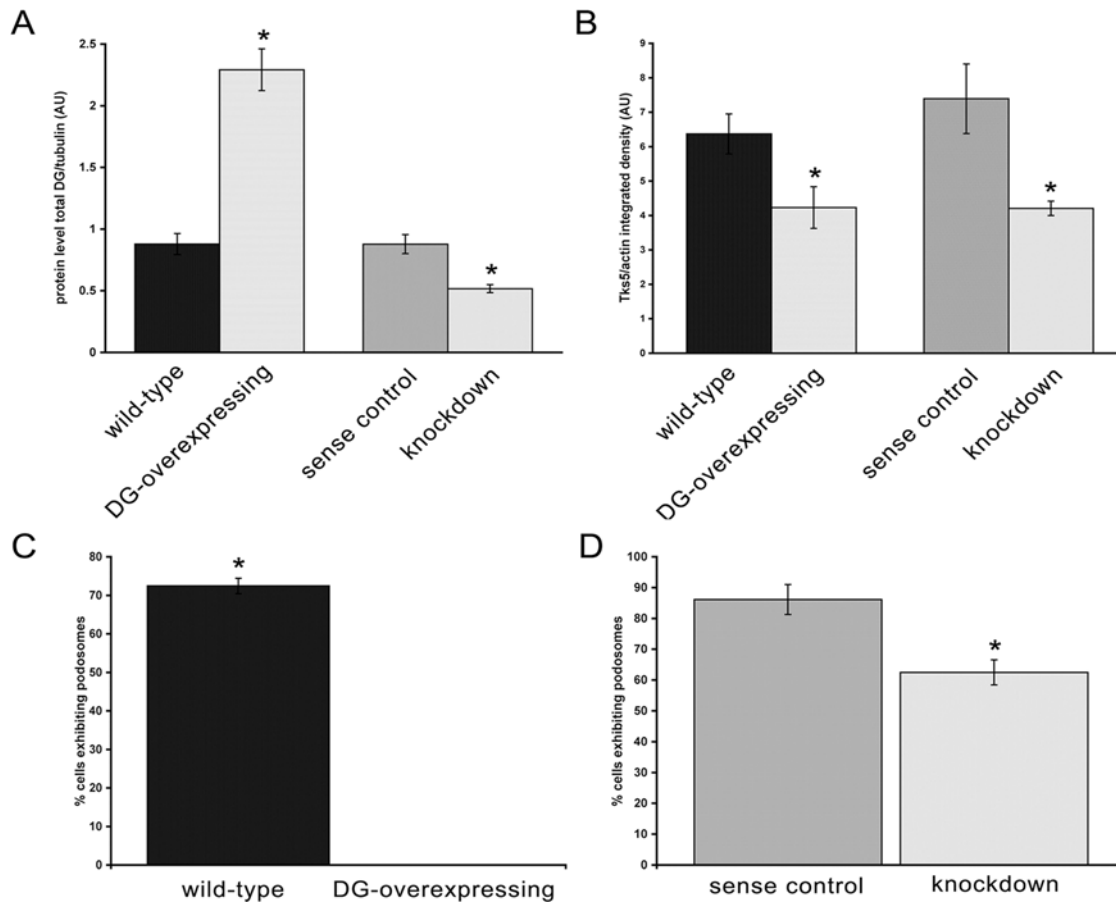 A
protein level total DG/tubulin (AU)
2.5
2
1.5
1
0.5
0
*
*
wild-type
DG-overexpressing
sense control
knockdown
B
Tks5/actin integrated density (AU)
9
8
7
6
5
4
3
2
1
0
*
*
wild-type
DG-overexpressing
sense control
knockdown
C
% cells exhibiting podosomes
80
70
60
50
40
30
20
10
0
*
wild-type
DG-overexpressing
D
% cells exhibiting podosomes
100
90
80
70
60
50
40
30
20
10
0
*
sense control
knockdown